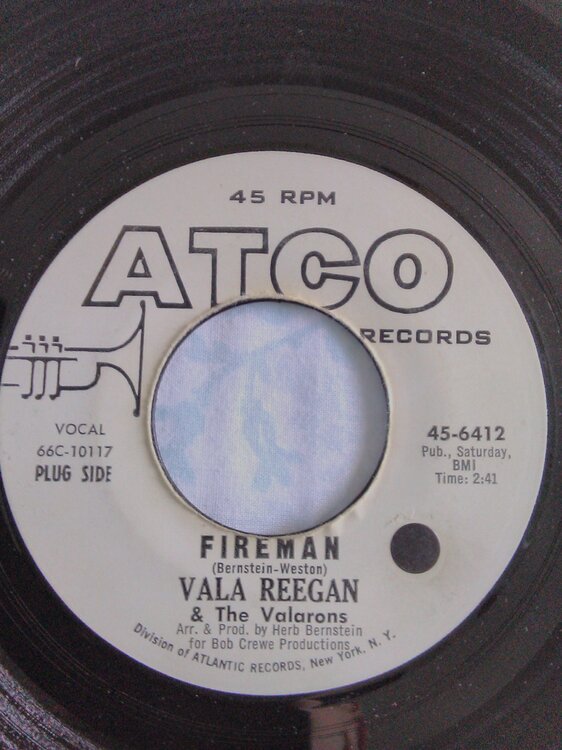 45 RPM
ATCO
RECORDS
VOCAL
66C-10117
PLUG SIDE
45-6412
Pub., Saturday,
BMI
Time: 2:41
FIREMAN
(Bernstein-Weston)
VALA REEGAN
& The Valarons
Arr. & Prod. by Herb Bernstein
for Bob Crewe Productions
Division of ATLANTIC RECORDS, New York, N. Y.